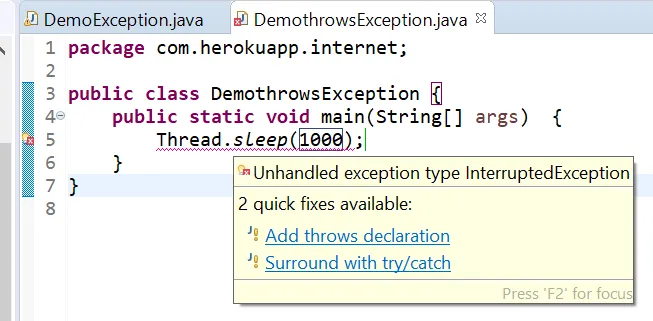 DemoException.java DemothrowsException.java
1 package com.herokuapp.internet;
2
3 public class DemothrowsException {
4 public static void main(String[] args) {
5 Thread.sleep(1000);
6 }
7 }
8
Unhandled exception type InterruptedException
2 quick fixes available:
Add throws declaration
Surround with try/catch
Press 'F2' for focus